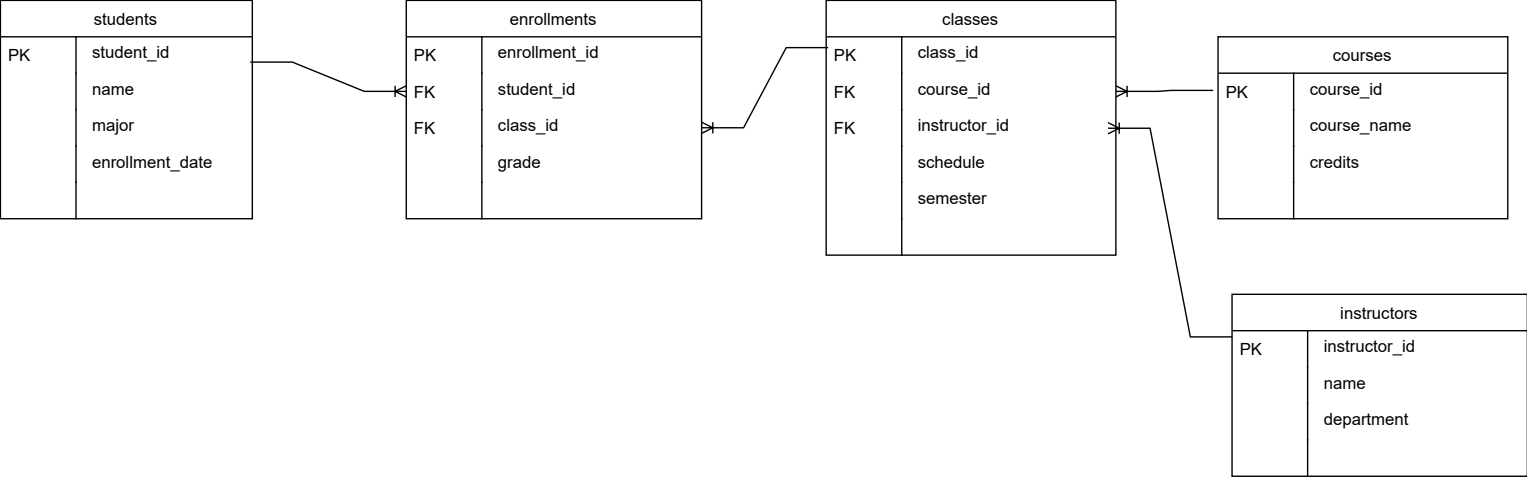 students
PK student_id
name
major
enrollment_date
enrollments
PK enrollment_id
FK student_id
FK class_id
grade
classes
PK class_id
FK course_id
FK instructor_id
schedule
semester
courses
PK course_id
course_name
credits
instructors
PK instructor_id
name
department